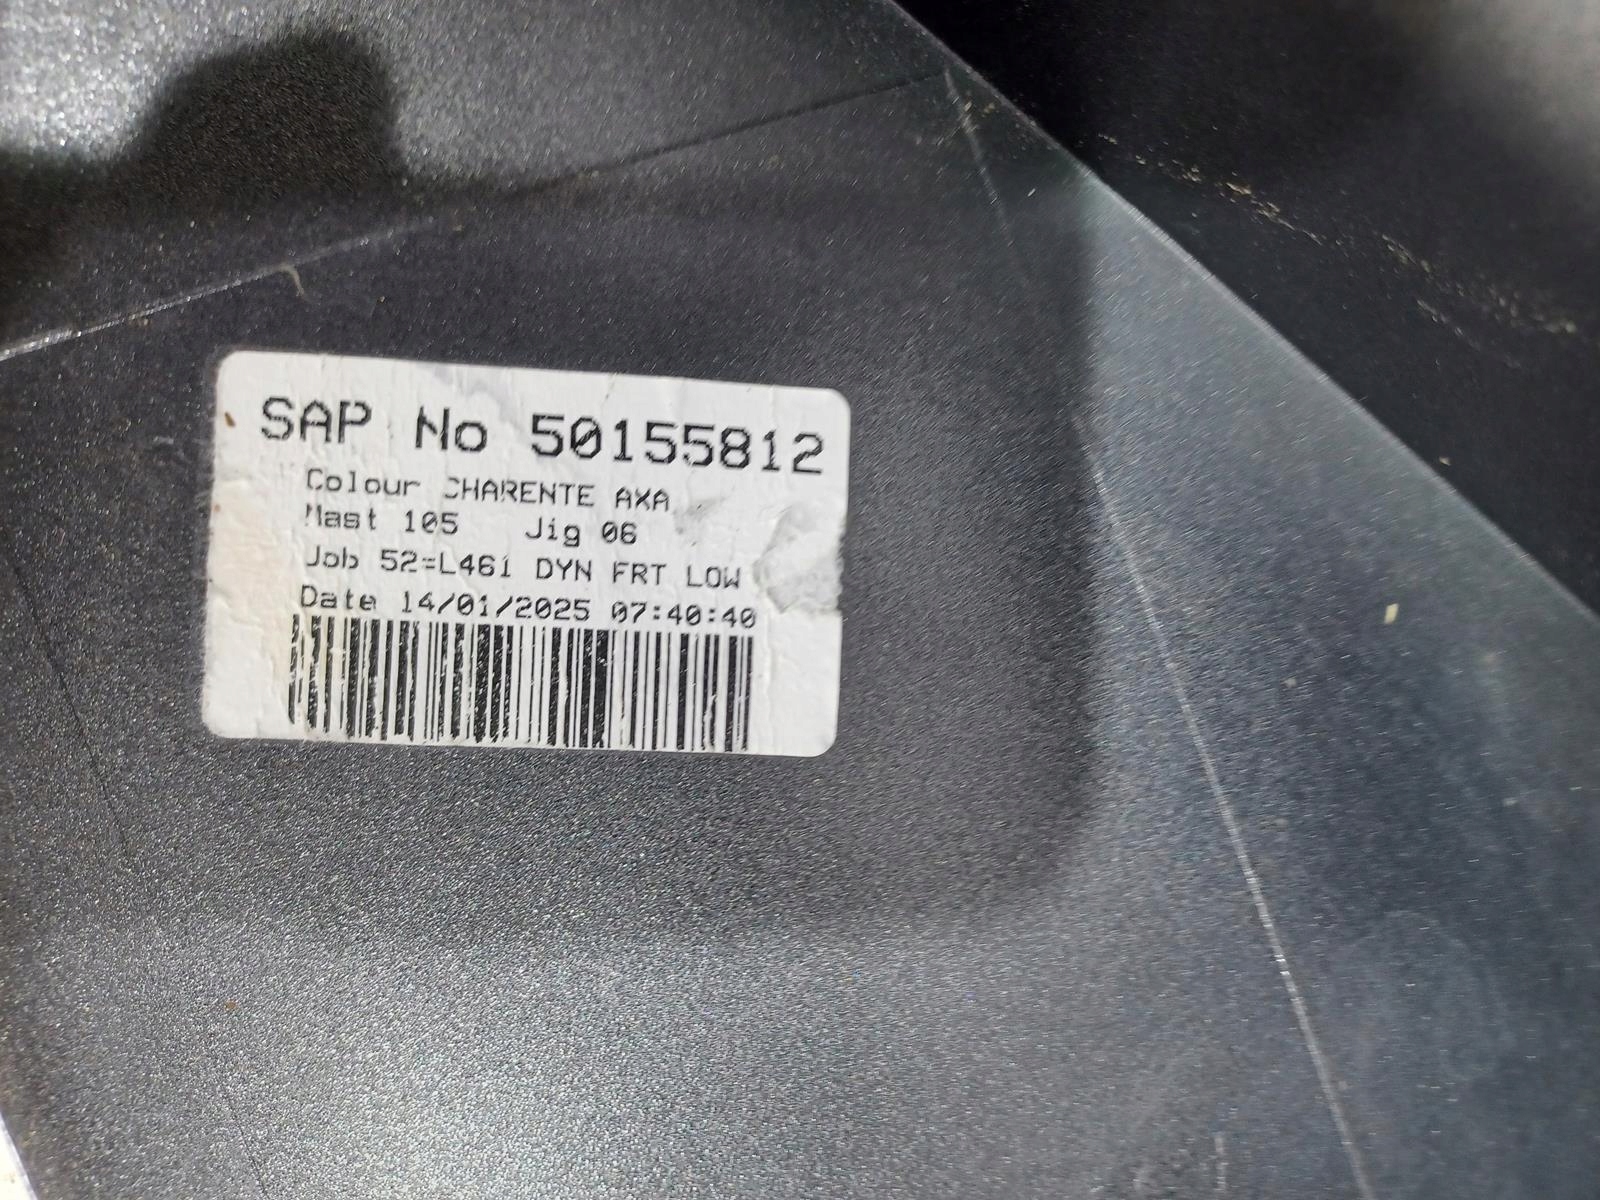 SAP No 50155812
Colour CHARENTE AXA
Mast 105 Jig 06
Job 52=L461 DYN FRT LOW
Date 14/01/2025 07:40:40